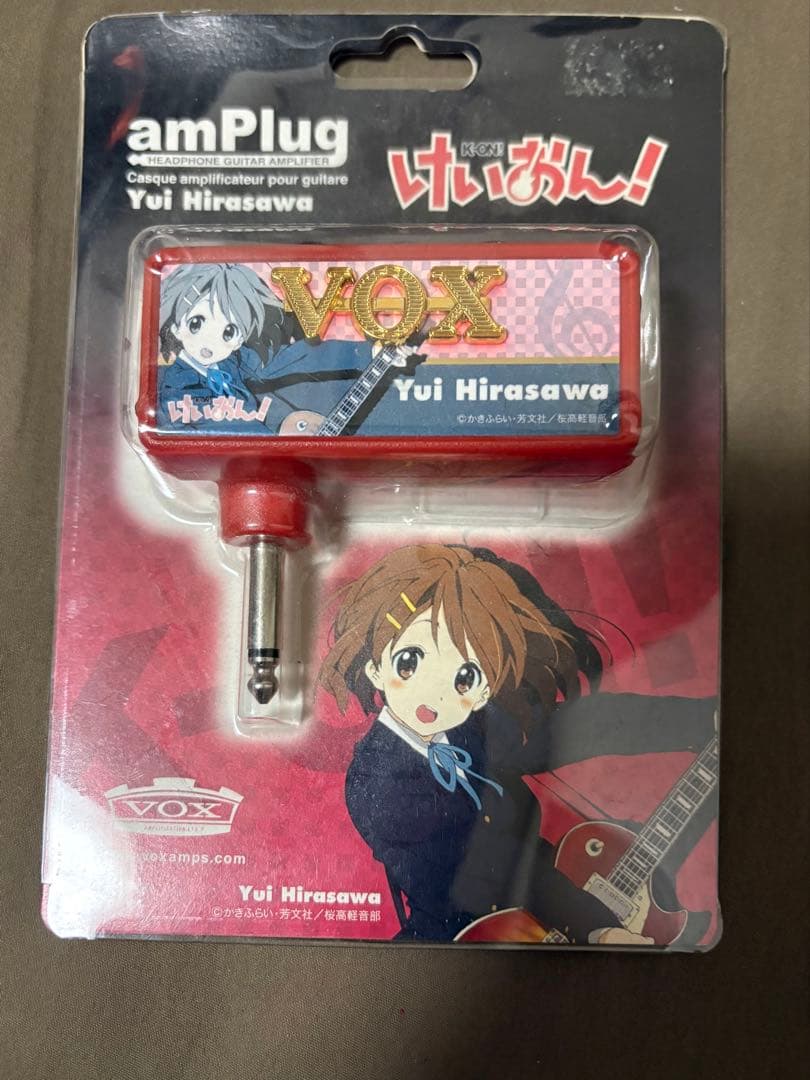 amPlug
HEADPHONE GUITAR AMPLIFIER
Casque amplificateur pour guitare
Yui Hirasawa
K-ON!
けいおん!
VOX
Yui Hirasawa
けいおん!
©かきふらい・芳文社/桜高軽音部
VOX
voxamps.com
Yui Hirasawa
©かきふらい・芳文社/桜高軽音部